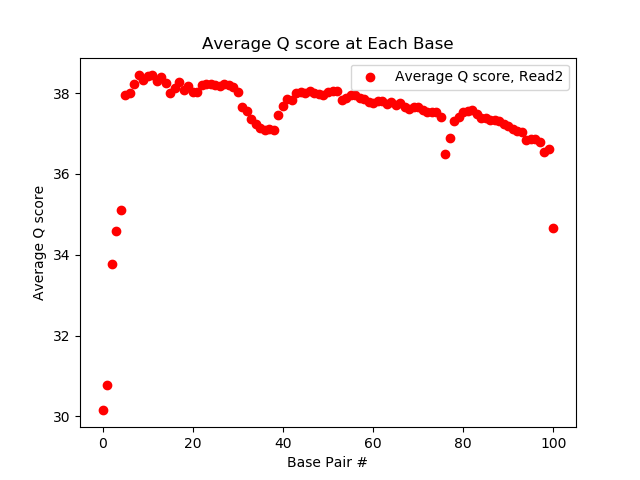 Average Q score at Each Base
Average Q score, Read2
Average Q score
38
36
34
32
30
0 20 40 60 80 100
Base Pair #